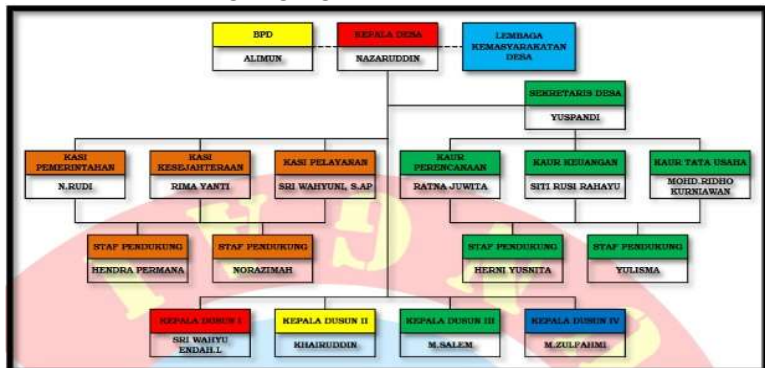 BPD
ALIMUN
KEPALA DESA
NAZARUDDIN
LEMBAGA
KEMASYARAKATAN
DESA
SEKRETARIS DESA
YUSPANDI
KASI
PEMERINTAHAN
N.RUDI
KASI
KESEJAHTERAAN
RIMA YANTI
KASI PELAYARAN
SRI WAHYUNI, S.AP
KAUR
PERENCANAAN
RATNA JUWITA
KAUR KEUANGAN
SITI RUSI RAHAYU
KAUR TATA USAHA
MOHD.RIDHO
KURNIAWAN
STAF PENDUKUNG
HENDRA PERMANA
STAF PENDUKUNG
NORAZIMAH
STAF PENDUKUNG
HERNI YUSNITA
STAF PENDUKUNG
YULISMA
KEPALA DUSUN I
SRI WAHYU
ENDAH.L
KEPALA DUSUN II
KHAIRUDDIN
KEPALA DUSUN III
M.SALEM
KEPALA DUSUN IV
M.ZULFAHMI